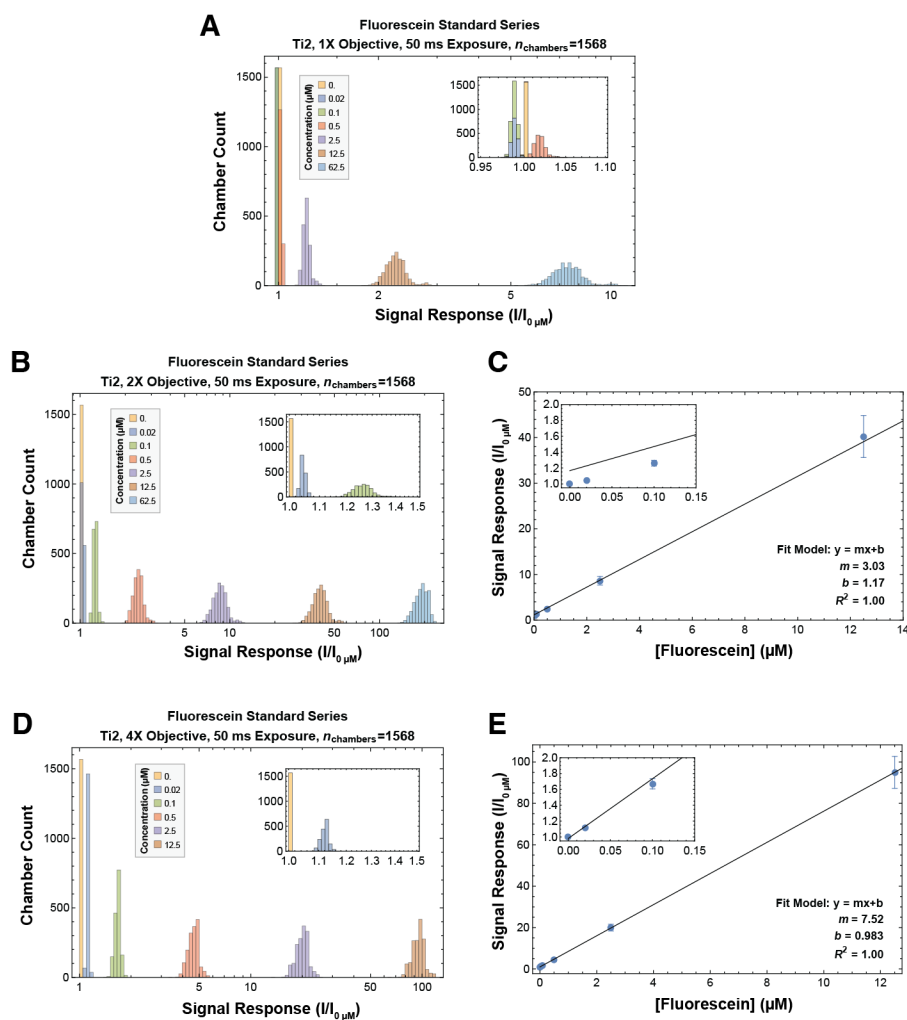 A
Fluorescein Standard Series
Ti2, 1X Objective, 50 ms Exposure, nchambers=1568
Chamber Count
1500
1000
500
0
Concentration (µM)
0.
0.02
0.1
0.5
2.5
12.5
62.5
1500
1000
500
0
0.95 1.00 1.05 1.10
1 2 5 10
Signal Response (I/I0 µM)
B
Fluorescein Standard Series
Ti2, 2X Objective, 50 ms Exposure, nchambers=1568
Chamber Count
1500
1000
500
0
Concentration (µM)
0.
0.02
0.1
0.5
2.5
12.5
62.5
1500
1000
500
0
1.0 1.1 1.2 1.3 1.4 1.5
1 5 10 50 100
Signal Response (I/I0 µM)
C
Signal Response (I/I0 µM)
50
40
30
20
10
0
2.0
1.8
1.6
1.4
1.2
1.0
0.00 0.05 0.10 0.15
Fit Model: y = mx+b
m = 3.03
b = 1.17
R2 = 1.00
0 2 4 6 8 10 12 14
[Fluorescein] (µM)
D
Fluorescein Standard Series
Ti2, 4X Objective, 50 ms Exposure, nchambers=1568
Chamber Count
1500
1000
500
0
Concentration (µM)
0.
0.02
0.1
0.5
2.5
12.5
1500
1000
500
0
1.0 1.1 1.2 1.3 1.4 1.5
1 5 10 50 100
Signal Response (I/I0 µM)
E
Signal Response (I/I0 µM)
100
80
60
40
20
0
2.0
1.8
1.6
1.4
1.2
1.0
0.00 0.05 0.10 0.15
Fit Model: y = mx+b
m = 7.52
b = 0.983
R2 = 1.00
0 2 4 6 8 10 12
[Fluorescein] (µM)